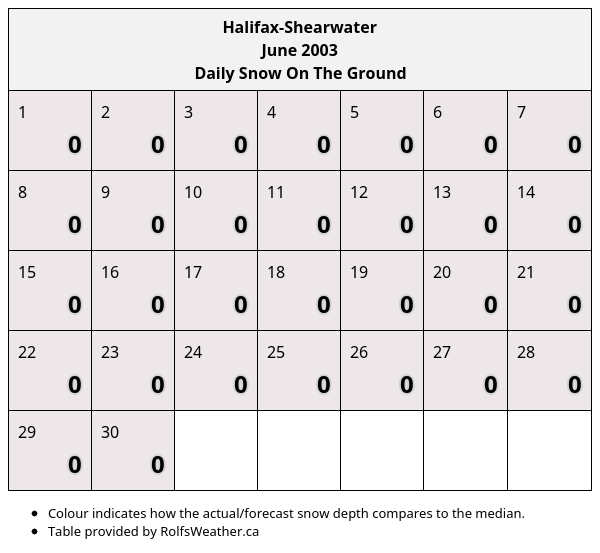 Halifax-Shearwater
June 2003
Daily Snow On The Ground
1 2 3 4 5 6 7
0 0 0 0 0 0 0
8 9 10 11 12 13 14
0 0 0 0 0 0 0
15 16 17 18 19 20 21
0 0 0 0 0 0 0
22 23 24 25 26 27 28
0 0 0 0 0 0 0
29 30
0 0
• Colour indicates how the actual/forecast snow depth compares to the median.
• Table provided by RolfsWeather.ca